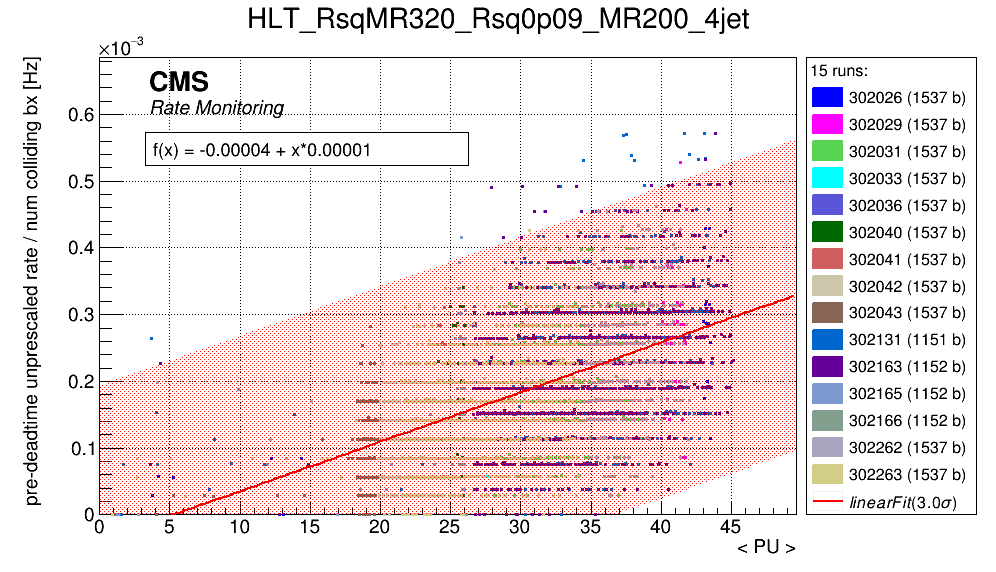 HLT_RsqMR320_Rsq0p09_MR200_4jet
×10⁻³
pre-deadtime unprescaled rate / num colliding bx [Hz]
CMS
Rate Monitoring
f(x) = -0.00004 + x*0.00001
0.6
0.5
0.4
0.3
0.2
0.1
0
0 5 10 15 20 25 30 35 40 45
< PU >
15 runs:
302026 (1537 b)
302029 (1537 b)
302031 (1537 b)
302033 (1537 b)
302036 (1537 b)
302040 (1537 b)
302041 (1537 b)
302042 (1537 b)
302043 (1537 b)
302131 (1151 b)
302163 (1152 b)
302165 (1152 b)
302166 (1152 b)
302262 (1537 b)
302263 (1537 b)
linearFit(3.0σ)